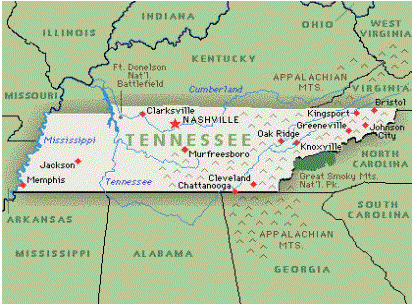 INDIANA
OHIO
WEST
VIRGINIA
ILLINOIS
KENTUCKY
Ft. Donelson
Nat'l.
Battlefield
APPALACHIAN
MTS.
VIRGINIA
MISSOURI
Cumberland
Clarksville
NASHVILLE
Kingsport
Bristol
Greeneville
Johnson
City
Mississippi
TENNESSEE
Oak Ridge
Knoxville
Murfreesboro
Jackson
NORTH
CAROLINA
Memphis
Tennessee
Cleveland
Chattanooga
Great Smoky Mts.
Nat'l. Pk.
ARKANSAS
SOUTH
CAROLINA
MISSISSIPPI
ALABAMA
APPALACHIAN
MTS.
GEORGIA